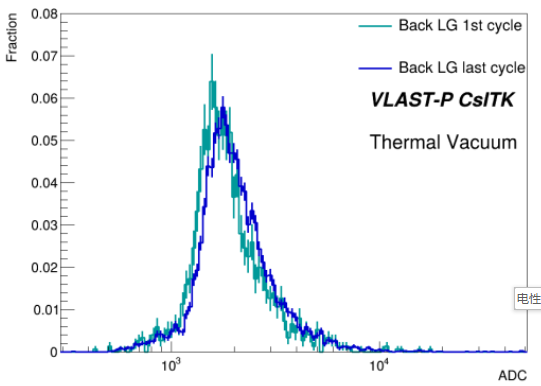 Fraction
0.08
0.07
0.06
0.05
0.04
0.03
0.02
0.01
0
Back LG 1st cycle
Back LG last cycle
VLAST-P CsITK
Thermal Vacuum
电性
10³
10⁴
ADC